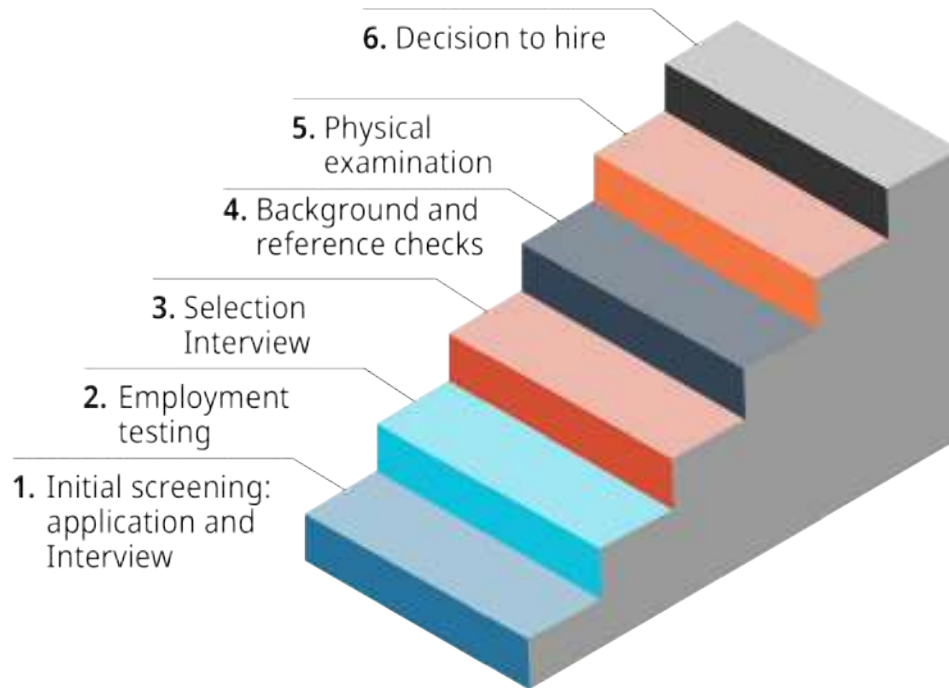 6. Decision to hire
5. Physical
examination
4. Background and
reference checks
3. Selection
Interview
2. Employment
testing
1. Initial screening:
application and
Interview